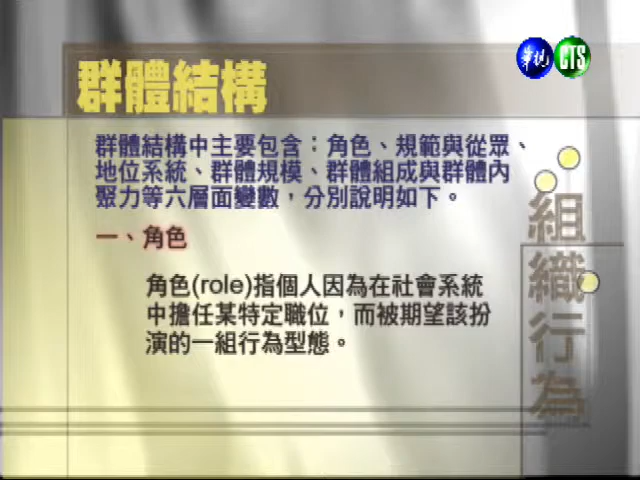 華視 CTS
群體結構
群體結構中主要包含：角色、規範與從眾、
地位系統、群體規模、群體組成與群體內
聚力等六層面變數，分別說明如下。
一、角色
角色(role)指個人因為在社會系統
中擔任某特定職位，而被期望該扮
演的一組行為型態。
組織行為